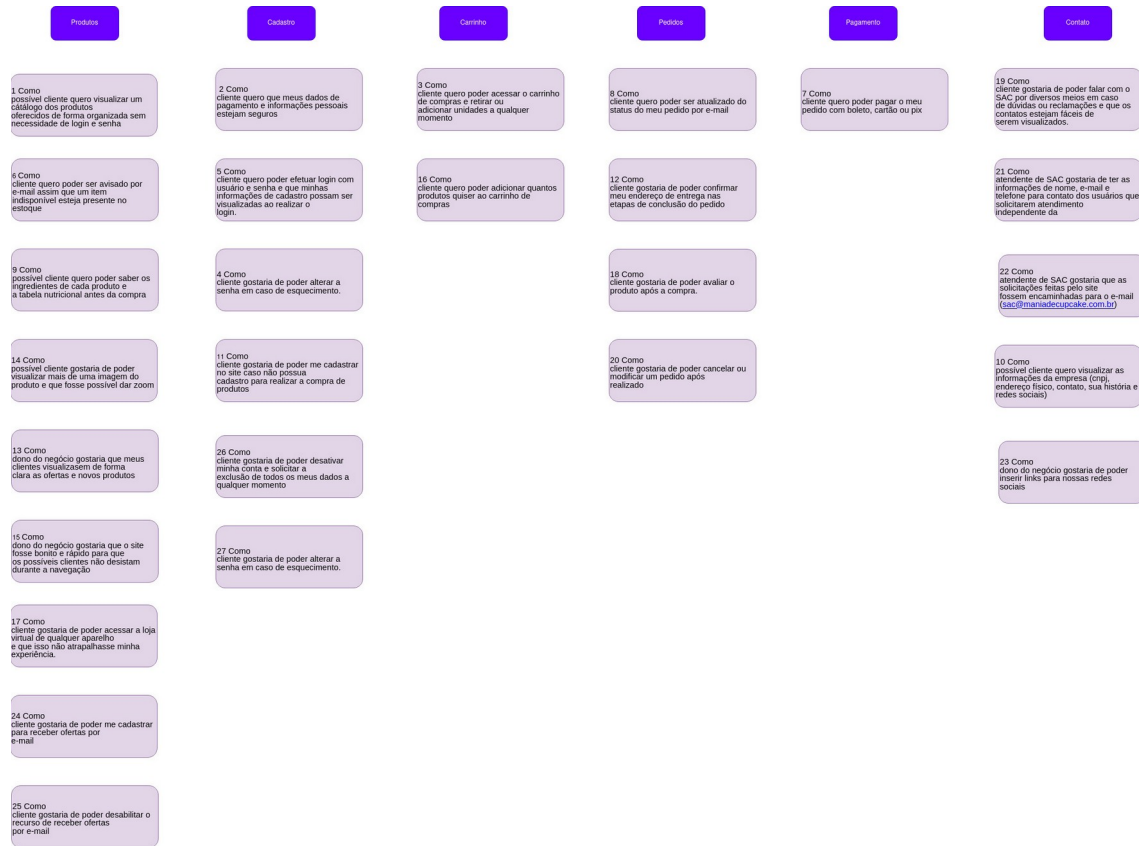 Produtos
Cadastro
Carrinho
Pedidos
Pagamento
Contato
1 Como
possível cliente quero visualizar um
catálogo dos produtos
oferecidos de forma organizada sem
necessidade de login e senha
6 Como
cliente quero poder ser avisado por
e-mail assim que um item
indisponível esteja presente no
estoque
9 Como
possível cliente quero poder saber os
ingredientes de cada produto e
a tabela nutricional antes da compra
14 Como
possível cliente gostaria de poder
visualizar mais de uma imagem do
produto e que fosse possível dar zoom
13 Como
dono do negócio gostaria que meus
clientes visualizasem de forma
clara as ofertas e novos produtos
15 Como
dono do negócio gostaria que o site
fosse bonito e rápido para que
os possíveis clientes não desistam
durante a navegação
17 Como
cliente gostaria de poder acessar a loja
virtual de qualquer aparelho
e que isso não atrapalhasse minha
experiência.
24 Como
cliente gostaria de poder me cadastrar
para receber ofertas por
e-mail
25 Como
cliente gostaria de poder desabilitar o
recurso de receber ofertas
por e-mail
2 Como
cliente quero que meus dados de
pagamento e informações pessoais
estejam seguros
5 Como
cliente quero poder efetuar login com
usuário e senha e que minhas
informações de cadastro possam ser
visualizadas ao realizar o
login.
4 Como
cliente gostaria de poder alterar a
senha em caso de esquecimento.
11 Como
cliente gostaria de poder me cadastrar
no site caso não possua
cadastro para realizar a compra de
produtos
26 Como
cliente gostaria de poder desativar
minha conta e solicitar a
exclusão de todos os meus dados a
qualquer momento
27 Como
cliente gostaria de poder alterar a
senha em caso de esquecimento.
3 Como
cliente quero poder acessar o carrinho
de compras e retirar ou
adicionar unidades a qualquer
momento
16 Como
cliente quero poder adicionar quantos
produtos quiser ao carrinho de
compras
8 Como
cliente quero poder ser atualizado do
status do meu pedido por e-mail
12 Como
cliente gostaria de poder confirmar
meu endereço de entrega nas
etapas de conclusão do pedido
18 Como
cliente gostaria de poder avaliar o
produto após a compra.
20 Como
cliente gostaria de poder cancelar ou
modificar um pedido após
realizado
7 Como
cliente quero poder pagar o meu
pedido com boleto, cartão ou pix
19 Como
cliente gostaria de poder falar com o
SAC por diversos meios em caso
de dúvidas ou reclamações e que os
contatos estejam fáceis de
serem visualizados.
21 Como
atendente de SAC gostaria de ter as
informações de nome, e-mail e
telefone para contato dos usuários que
solicitarem atendimento
independente da
22 Como
atendente de SAC gostaria que as
solicitações feitas pelo site
fossem encaminhadas para o e-mail
(sac@maniadecupcake.com.br)
10 Como
possível cliente quero visualizar as
informações da empresa (cnpj,
endereço físico, contato, sua história e
redes sociais)
23 Como
dono do negócio gostaria de poder
inserir links para nossas redes
sociais